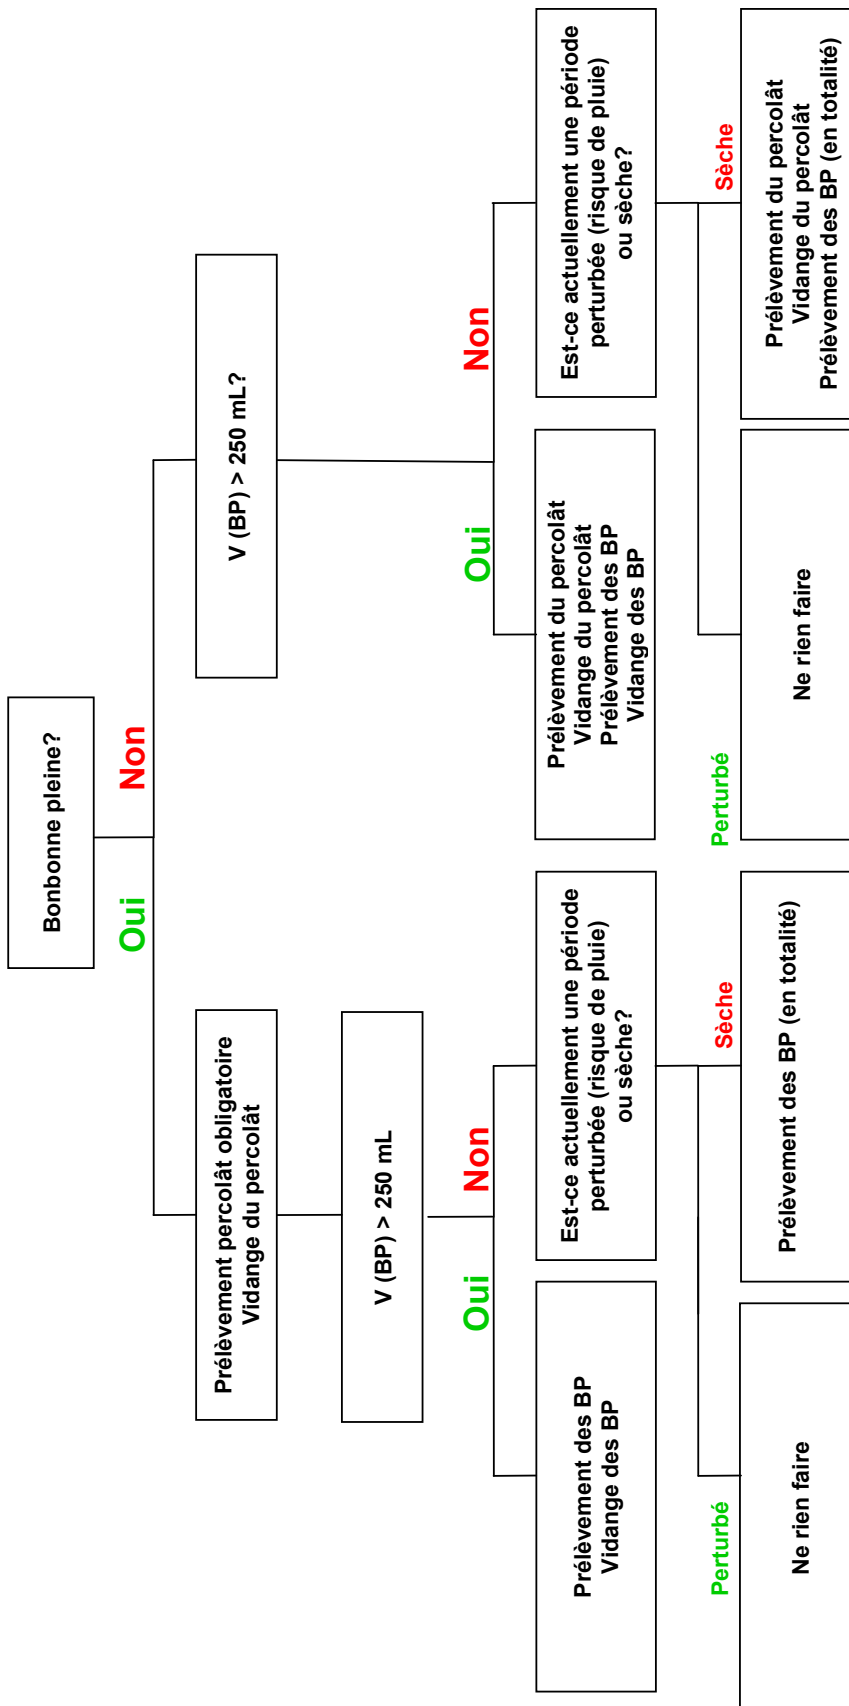 Bonbonne pleine?
Oui
Non
Prélèvement percolât obligatoire
Vidange du percolât
V (BP) > 250 mL?
V (BP) > 250 mL
Oui
Non
Oui
Non
Prélèvement des BP
Vidange des BP
Est-ce actuellement une période
perturbée (risque de pluie)
ou sèche?
Prélèvement du percolât
Vidange du percolât
Prélèvement des BP
Vidange des BP
Est-ce actuellement une période
perturbée (risque de pluie)
ou sèche?
Perturbé
Sèche
Perturbé
Sèche
Ne rien faire
Prélèvement des BP (en totalité)
Ne rien faire
Prélèvement du percolât
Vidange du percolât
Prélèvement des BP (en totalité)